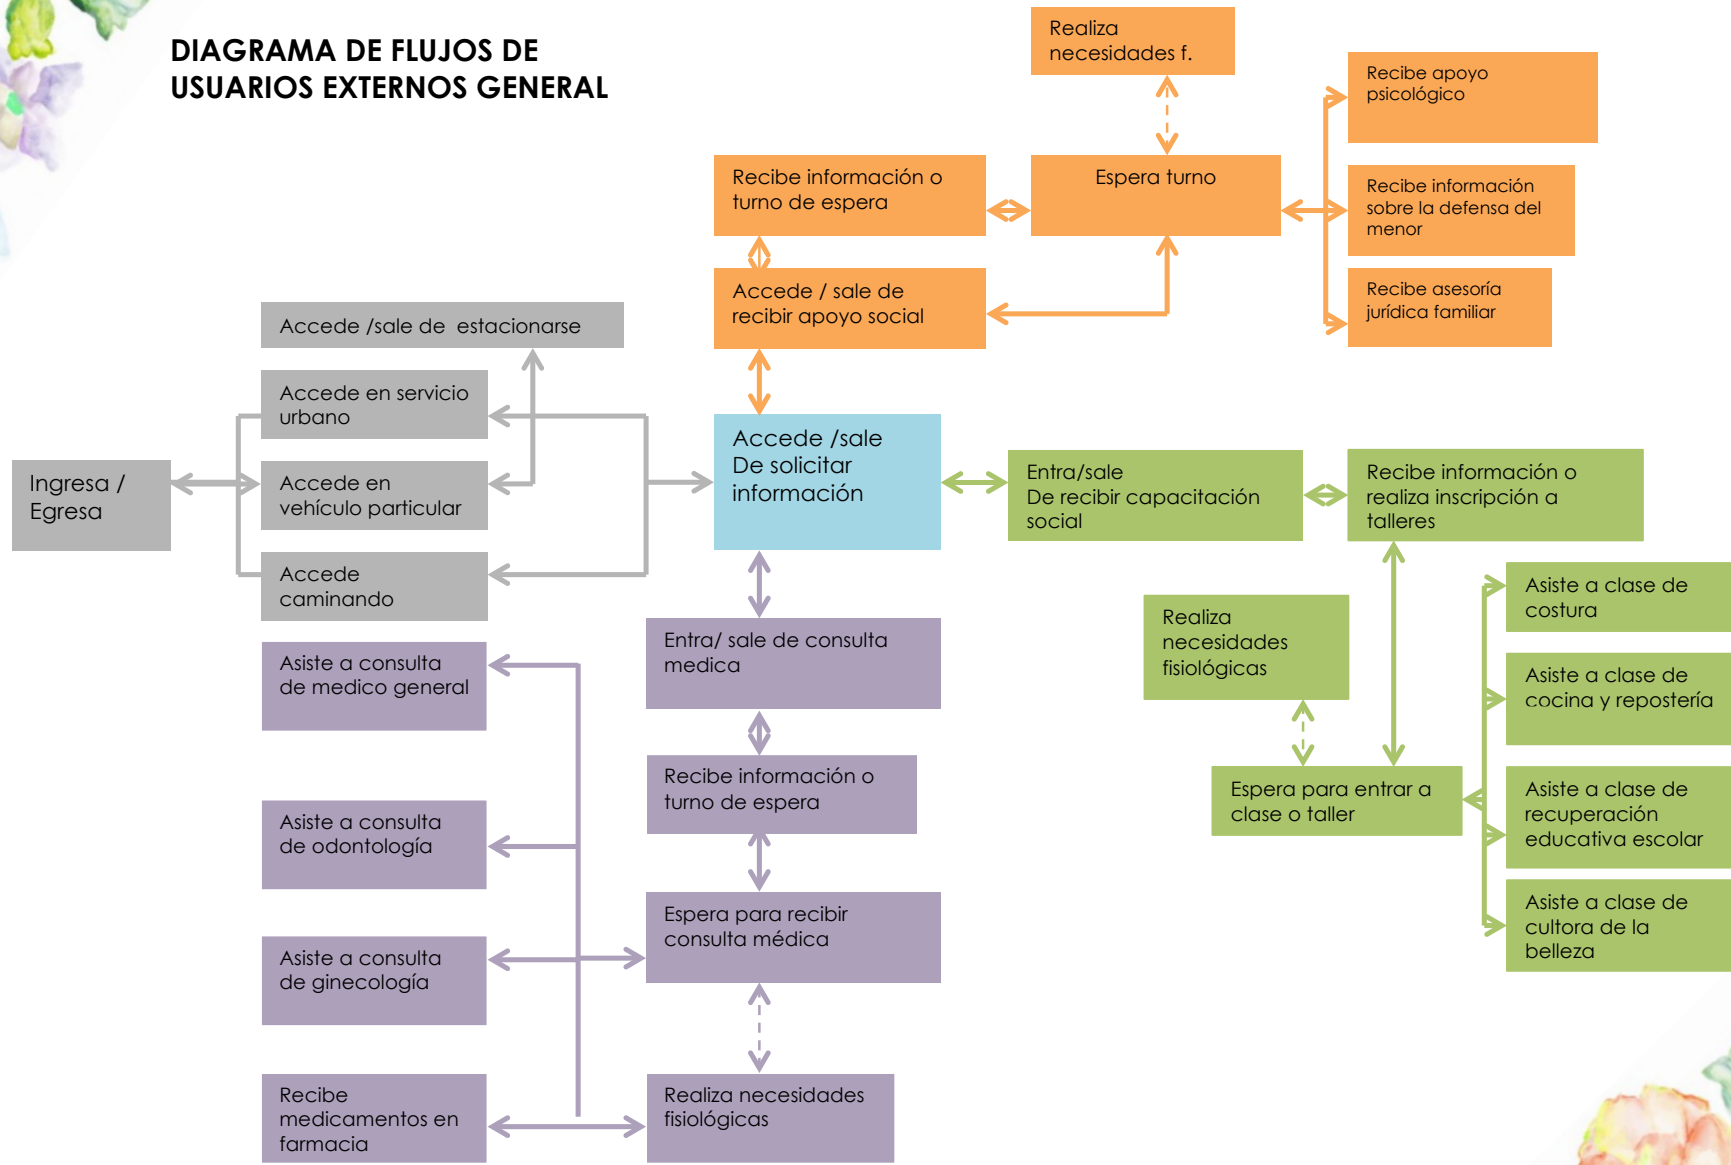 DIAGRAMA DE FLUJOS DE
USUARIOS EXTERNOS GENERAL
Realiza
necesidades f.
Recibe apoyo
psicológico
Recibe información o
turno de espera
Espera turno
Recibe información
sobre la defensa del
menor
Accede / sale de
recibir apoyo social
Recibe asesoría
jurídica familiar
Accede /sale de estacionarse
Accede en servicio
urbano
Ingresa /
Egresa
Accede en
vehículo particular
Accede
caminando
Accede /sale
De solicitar
información
Entra/sale
De recibir capacitación
social
Recibe información o
realiza inscripción a
talleres
Realiza
necesidades
fisiológicas
Asiste a clase de
costura
Asiste a clase de
cocina y repostería
Espera para entrar a
clase o taller
Asiste a clase de
recuperación
educativa escolar
Asiste a clase de
cultora de la
belleza
Entra/ sale de consulta
medica
Asiste a consulta
de medico general
Recibe información o
turno de espera
Asiste a consulta
de odontología
Espera para recibir
consulta médica
Asiste a consulta
de ginecología
Recibe
medicamentos en
farmacia
Realiza necesidades
fisiológicas